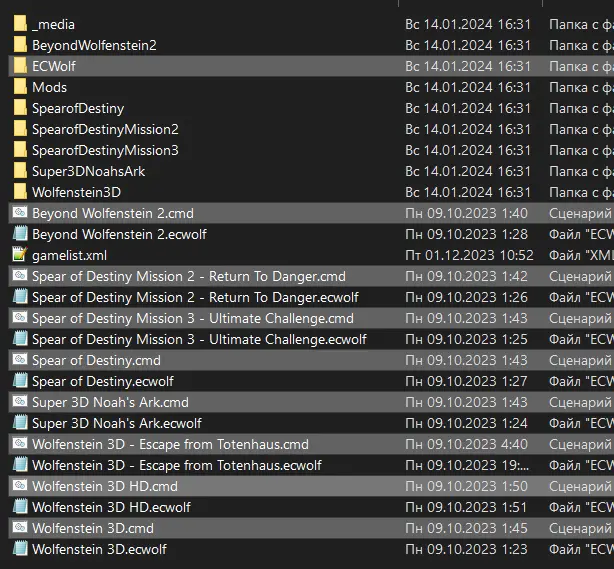 _media Вс 14.01.2024 16:31 Папка с фа
BeyondWolfenstein2 Вс 14.01.2024 16:31 Папка с фа
ECWolf Вс 14.01.2024 16:31 Папка с фа
Mods Вс 14.01.2024 16:31 Папка с фа
SpearofDestiny Вс 14.01.2024 16:31 Папка с фа
SpearofDestinyMission2 Вс 14.01.2024 16:31 Папка с фа
SpearofDestinyMission3 Вс 14.01.2024 16:31 Папка с фа
Super3DNoahsArk Вс 14.01.2024 16:31 Папка с фа
Wolfenstein3D Вс 14.01.2024 16:31 Папка с фа
Beyond Wolfenstein 2.cmd Пн 09.10.2023 1:40 Сценарий
Beyond Wolfenstein 2.ecwolf Пн 09.10.2023 1:28 Файл "ECW
gamelist.xml Пт 01.12.2023 10:52 Файл "XML
Spear of Destiny Mission 2 - Return To Danger.cmd Пн 09.10.2023 1:42 Сценарий
Spear of Destiny Mission 2 - Return To Danger.ecwolf Пн 09.10.2023 1:26 Файл "ECW
Spear of Destiny Mission 3 - Ultimate Challenge.cmd Пн 09.10.2023 1:43 Сценарий
Spear of Destiny Mission 3 - Ultimate Challenge.ecwolf Пн 09.10.2023 1:25 Файл "ECW
Spear of Destiny.cmd Пн 09.10.2023 1:43 Сценарий
Spear of Destiny.ecwolf Пн 09.10.2023 1:27 Файл "ECW
Super 3D Noah's Ark.cmd Пн 09.10.2023 1:43 Сценарий
Super 3D Noah's Ark.ecwolf Пн 09.10.2023 1:24 Файл "ECW
Wolfenstein 3D - Escape from Totenhaus.cmd Пн 09.10.2023 4:40 Сценарий
Wolfenstein 3D - Escape from Totenhaus.ecwolf Пн 09.10.2023 19:... Файл "ECW
Wolfenstein 3D HD.cmd Пн 09.10.2023 1:50 Сценарий
Wolfenstein 3D HD.ecwolf Пн 09.10.2023 1:51 Файл "ECW
Wolfenstein 3D.cmd Пн 09.10.2023 1:45 Сценарий
Wolfenstein 3D.ecwolf Пн 09.10.2023 1:23 Файл "ECW